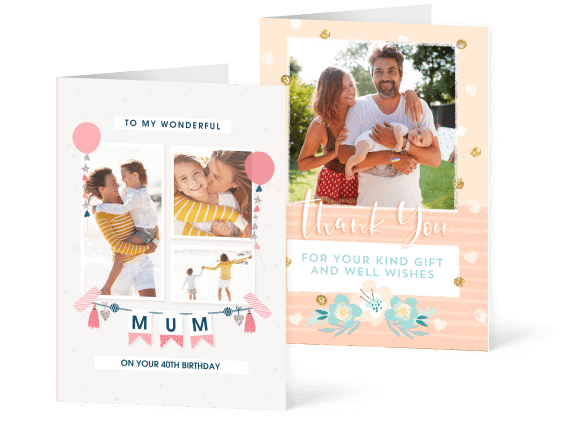 TO MY WONDERFUL
MUM
ON YOUR 40TH BIRTHDAY
Thank You
FOR YOUR KIND GIFT
AND WELL WISHES